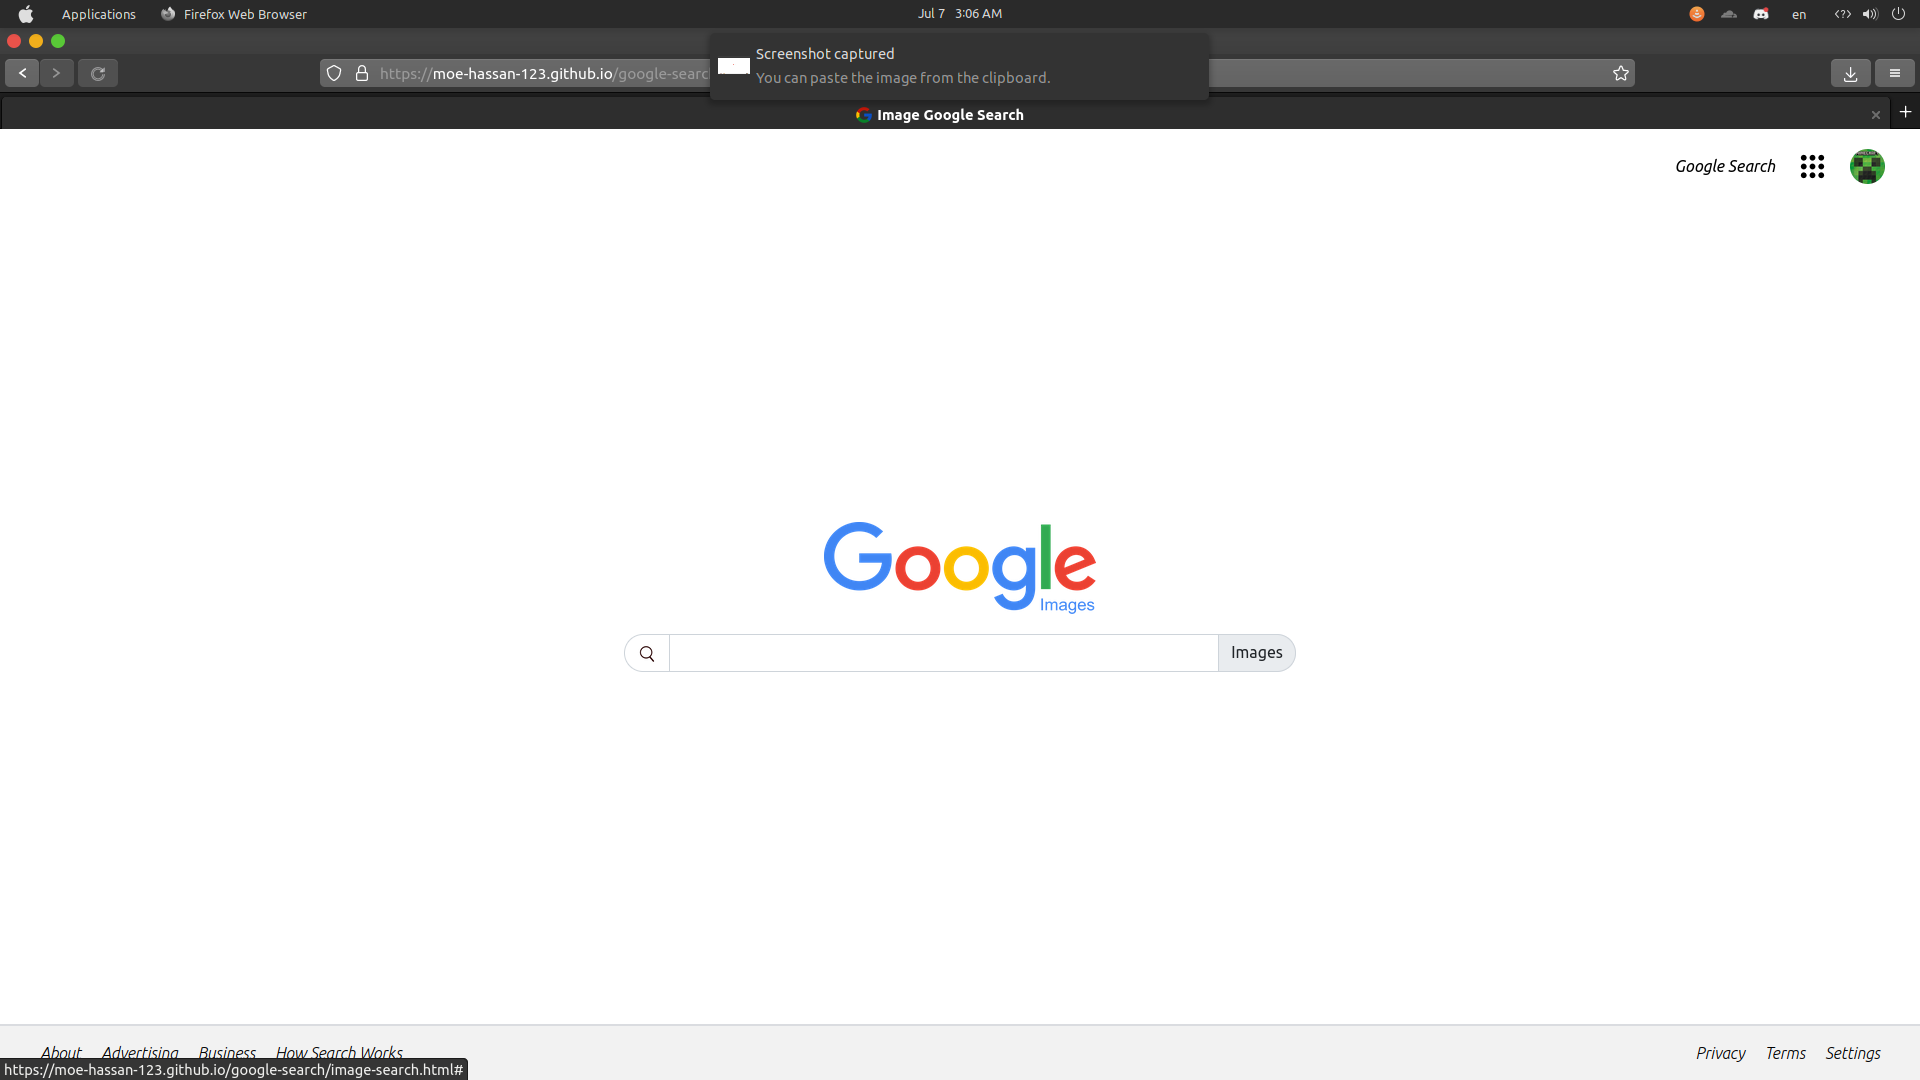 Applications Firefox Web Browser Jul 7 3:06 AM en
Screenshot captured
https://moe-hassan-123.github.io/google-searc You can paste the image from the clipboard.
Image Google Search
Google Search
Google
Images
Images
About Advertising Business How Search Works Privacy Terms Settings
https://moe-hassan-123.github.io/google-search/image-search.html#